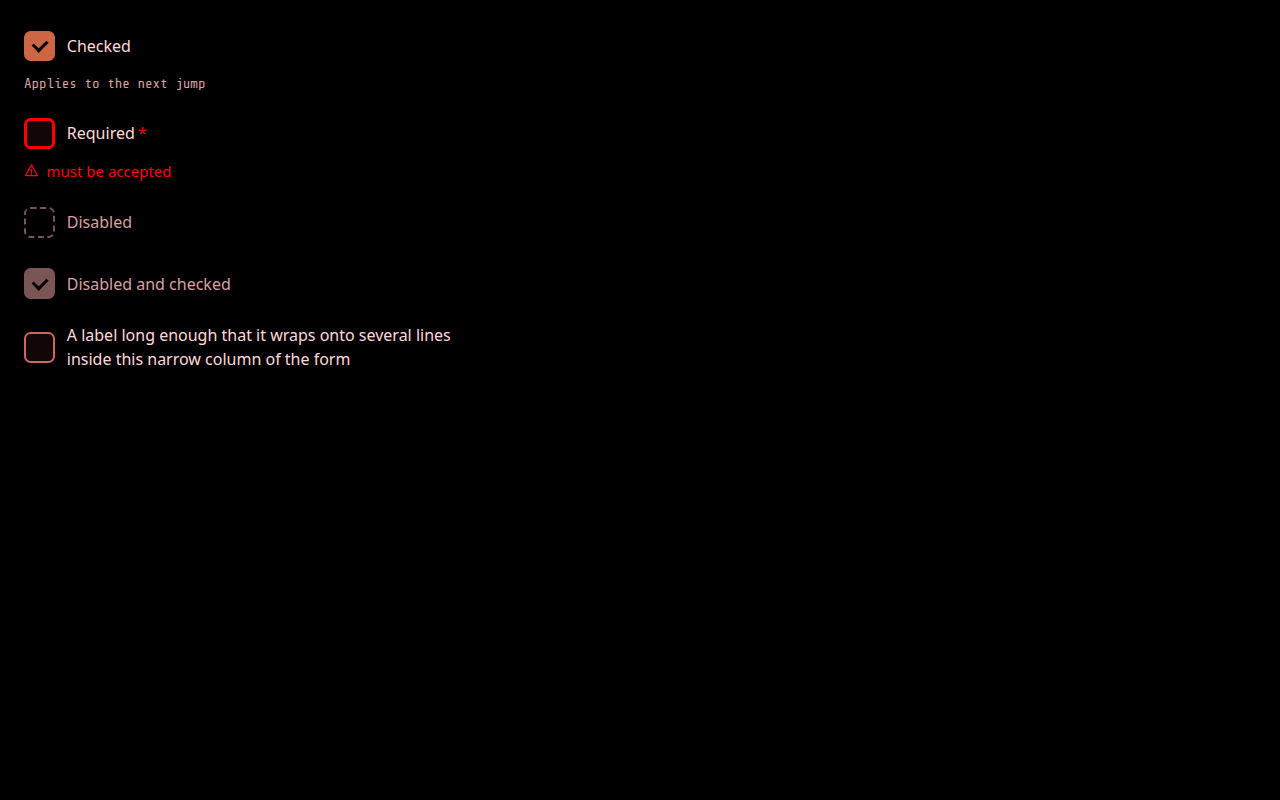 Checked
Applies to the next jump
Required *
⚠ must be accepted
Disabled
Disabled and checked
A label long enough that it wraps onto several lines
inside this narrow column of the form